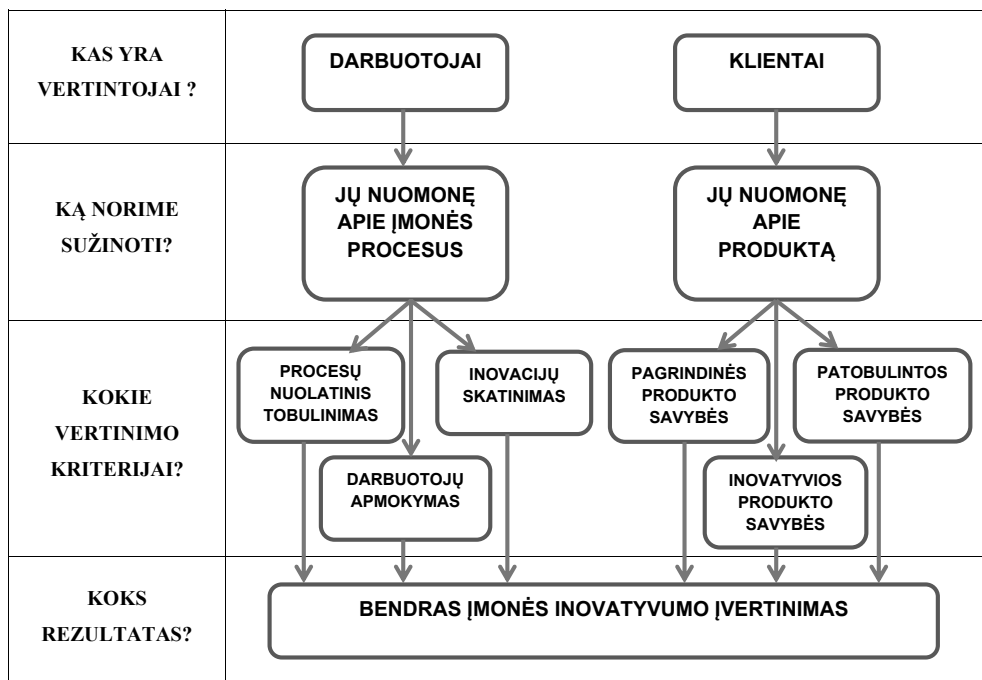 KAS YRA
VERTINTOJAI ?
DARBUOTOJAI
KLIENTAI
KĄ NORIME
SUŽINOTI?
JŲ NUOMONĘ
APIE ĮMONĖS
PROCESUS
JŲ NUOMONĘ
APIE
PRODUKTĄ
KOKIE
VERTINIMO
KRITERIJAI?
PROCESŲ
NUOLATINIS
TOBULINIMAS
INOVACIJŲ
SKATINIMAS
DARBUOTOJŲ
APMOKYMAS
PAGRINDINĖS
PRODUKTO
SAVYBĖS
PATOBULINTOS
PRODUKTO
SAVYBĖS
INOVATYVIOS
PRODUKTO
SAVYBĖS
KOKS
REZULTATAS?
BENDRAS ĮMONĖS INOVATYVUMO ĮVERTINIMAS